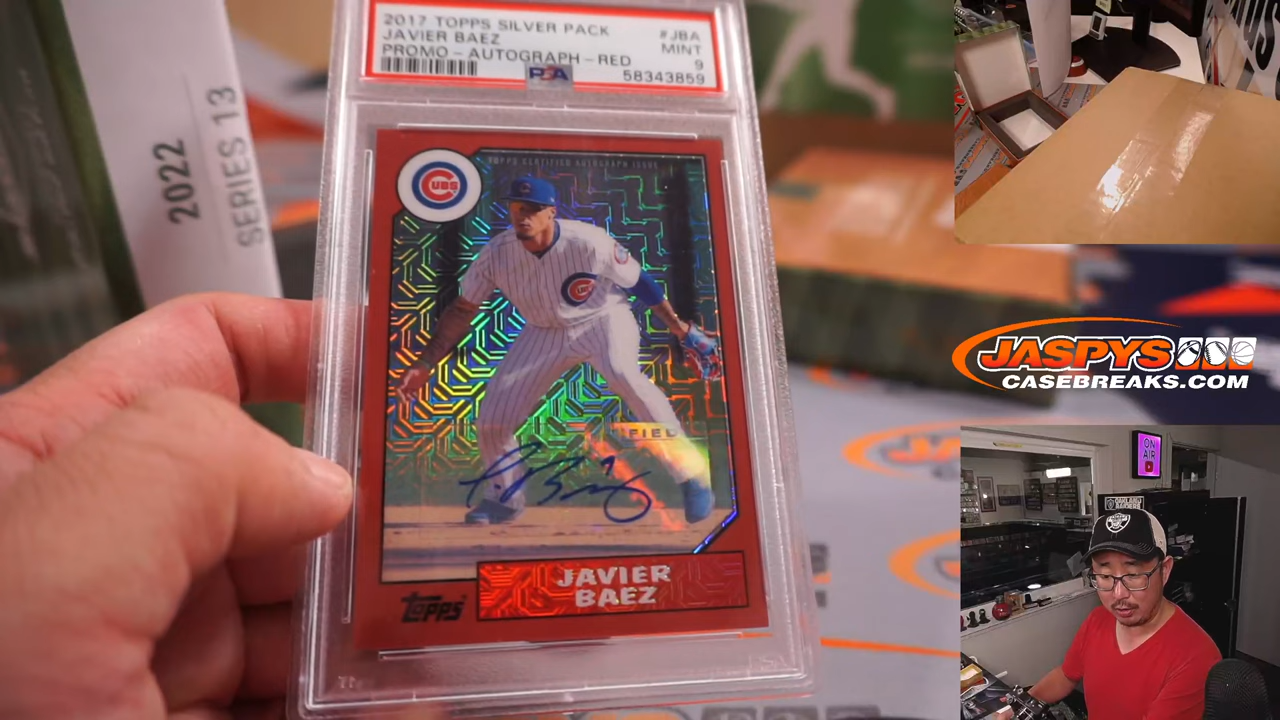 2017 TOPPS SILVER PACK #JBA
JAVIER BAEZ MINT
PROMO - AUTOGRAPH - RED 9
PSA 58343859
2022
SERIES 13
TOPPS CERTIFIED AUTOGRAPH ISSUE
CUBS
Topps
JAVIER
BAEZ
JASPYS
CASEBREAKS.COM
ON
AIR